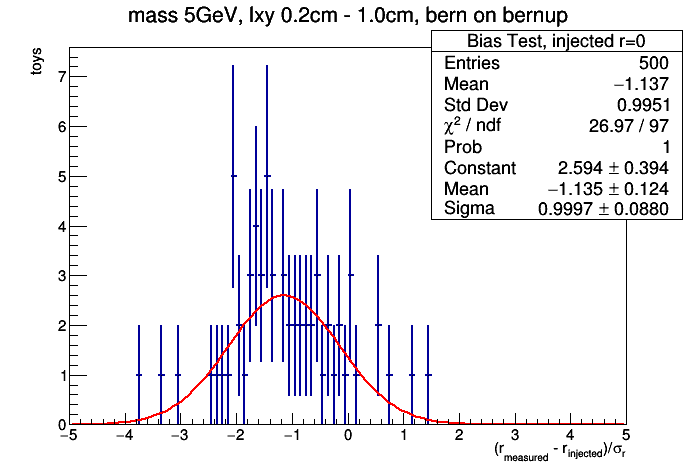 mass 5GeV, lxy 0.2cm - 1.0cm, bern on bernup
Bias Test, injected r=0
Entries 500
Mean −1.137
Std Dev 0.9951
χ² / ndf 26.97 / 97
Prob 1
Constant 2.594 ± 0.394
Mean −1.135 ± 0.124
Sigma 0.9997 ± 0.0880
toys
7
6
5
4
3
2
1
0
−5 −4 −3 −2 −1 0 1 2 3 4 5
(r_measured - r_injected)/σ_r